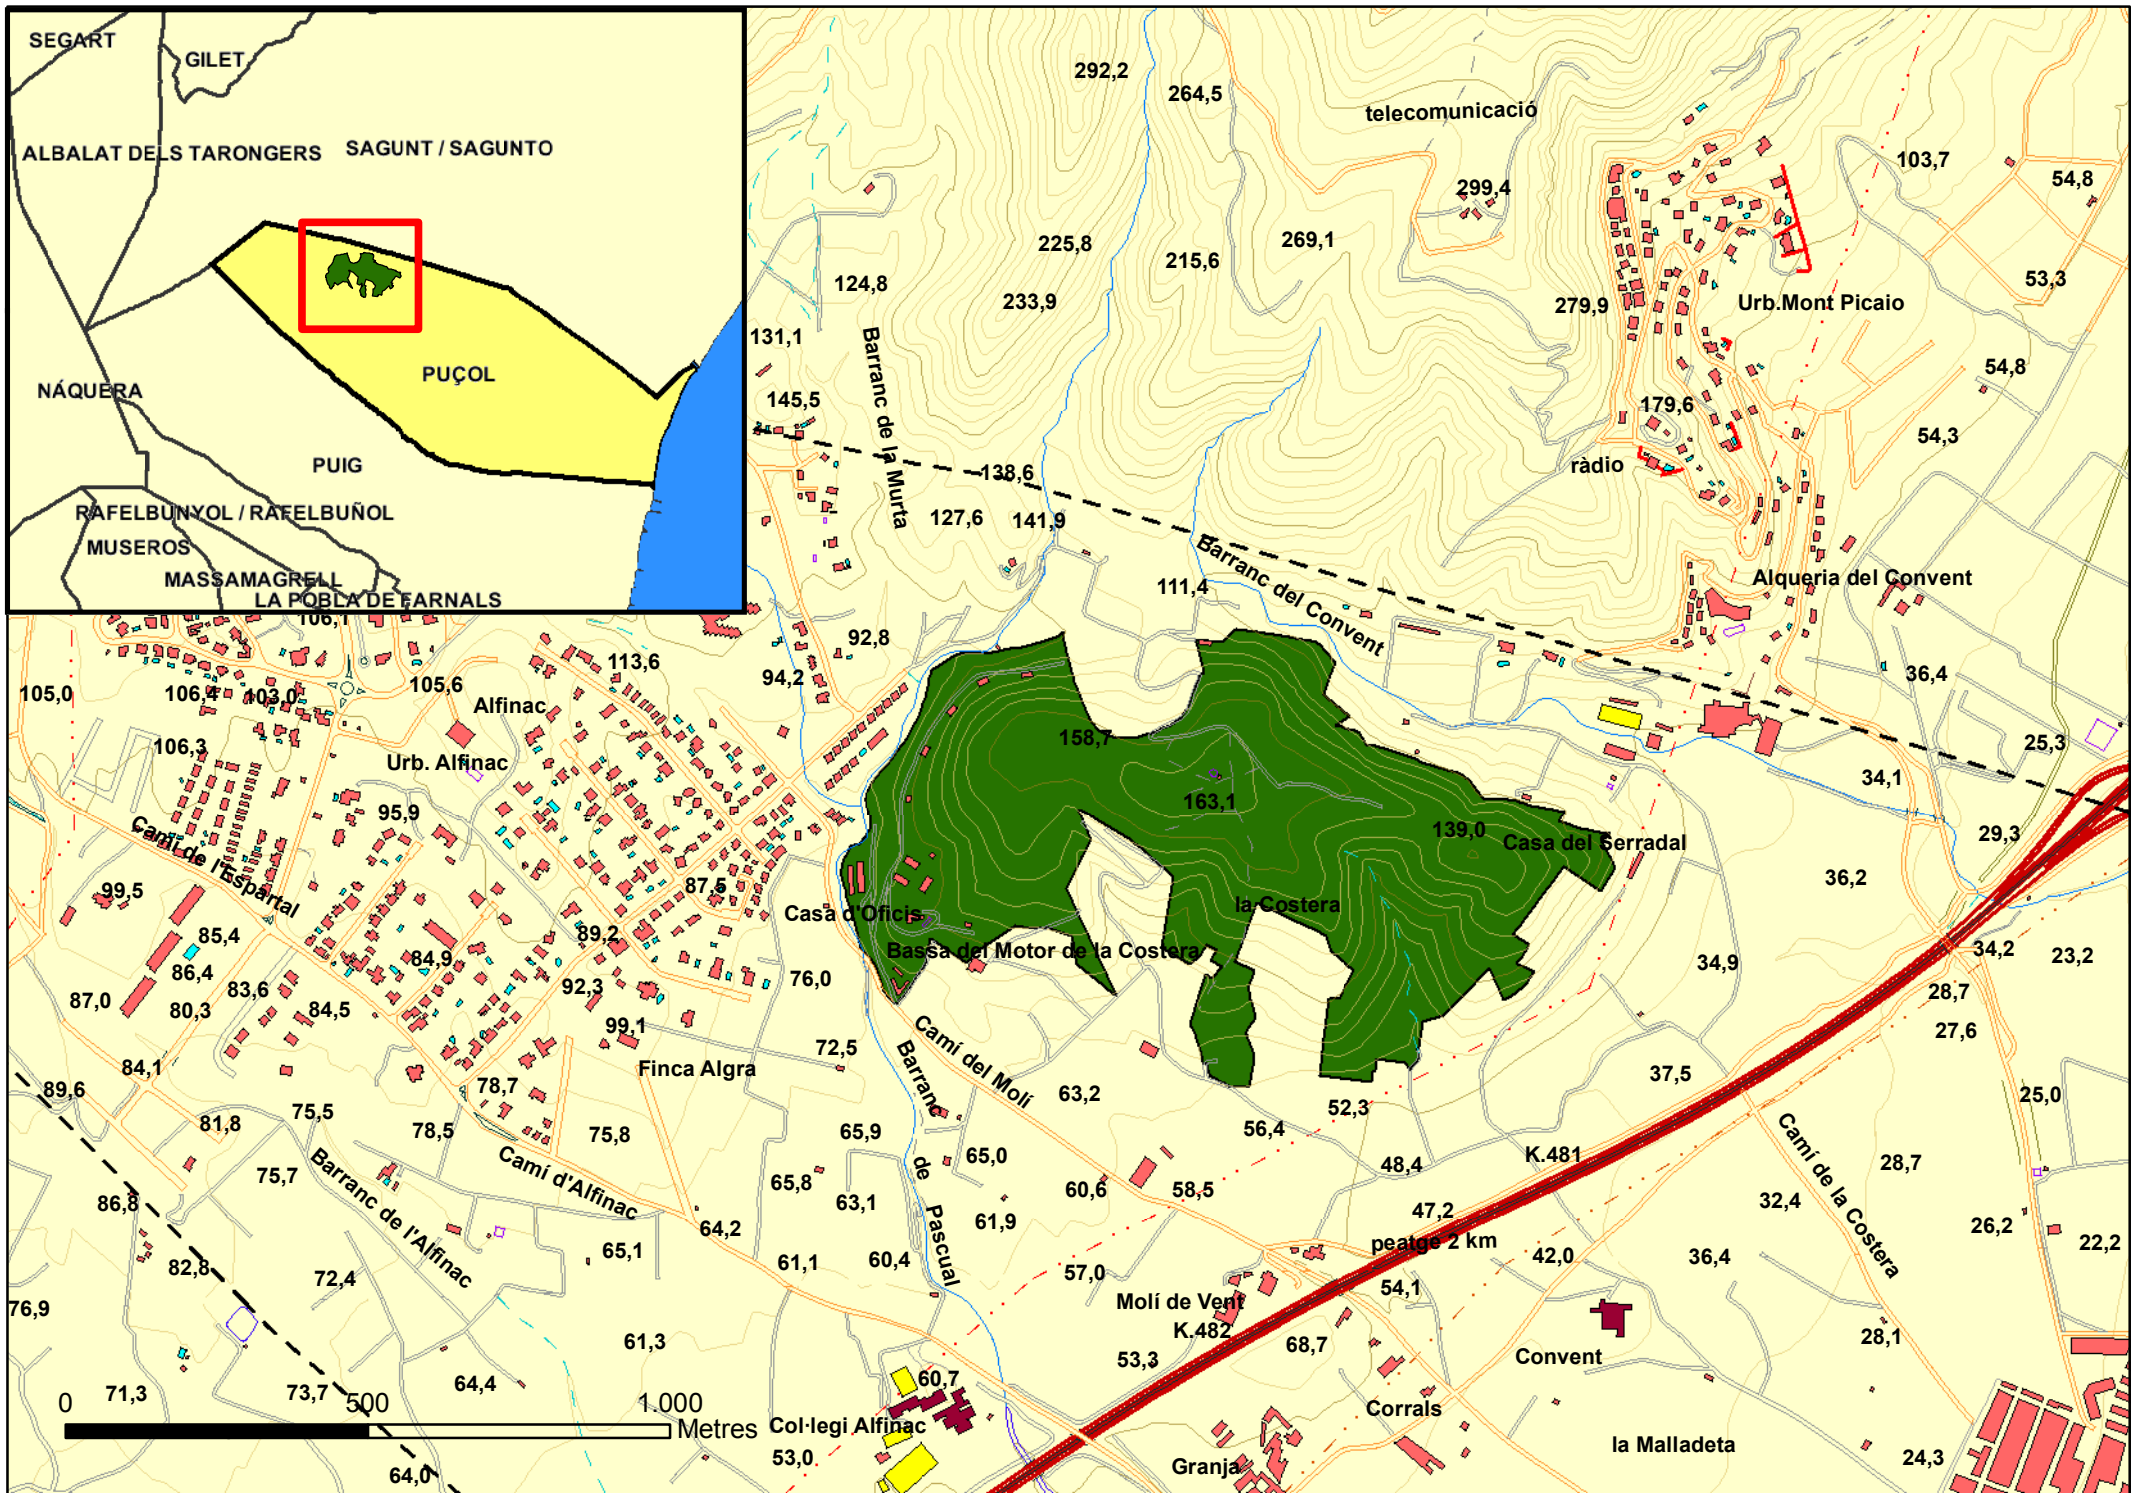 SEGART
GILET
ALBALAT DELS TARONGERS
SAGUNT / SAGUNTO
PUÇOL
NÁQUERA
PUIG
RAFELBUNYOL / RAFELBUÑOL
MUSEROS
MASSAMAGRELL
LA POBLA DE FARNALS
292,2
264,5
telecomunicació
103,7
54,8
299,4
225,8
215,6
269,1
124,8
233,9
279,9
Urb.Mont Picaio
53,3
131,1
Barranc de la Murta
54,8
145,5
179,6
54,3
138,6
ràdio
127,6
141,9
Barranc del Convent
111,4
Alqueria del Convent
106,1
92,8
113,6
94,2
105,0
106,4
103,0
105,6
36,4
Alfinac
158,7
106,3
Urb. Alfinac
25,3
34,1
163,1
95,9
139,0
Casa del Serradal
29,3
Camí de l'Espartal
99,5
87,5
36,2
Casa d'Oficis
la Costera
85,4
89,2
84,9
Bassa del Motor de la Costera
34,2
23,2
86,4
34,9
87,0
83,6
92,3
76,0
28,7
80,3
84,5
99,1
27,6
72,5
Camí del Molí
Finca Algra
84,1
37,5
89,6
78,7
63,2
25,0
75,5
52,3
81,8
78,5
75,8
65,9
56,4
Barranc de Pascual
65,0
K.481
Camí de la Costera
28,7
75,7
Barranc de l'Alfinac
Camí d'Alfinac
48,4
65,8
60,6
58,5
86,8
63,1
32,4
61,9
47,2
64,2
26,2
peatge 2 km
22,2
65,1
61,1
60,4
42,0
36,4
82,8
72,4
57,0
54,1
76,9
Molí de Vent
K.482
61,3
68,7
28,1
53,3
Convent
60,7
64,4
71,3
73,7
0 500 1.000
Metres
Col·legi Alfinac
Corrals
la Malladeta
53,0
64,0
Granja
24,3